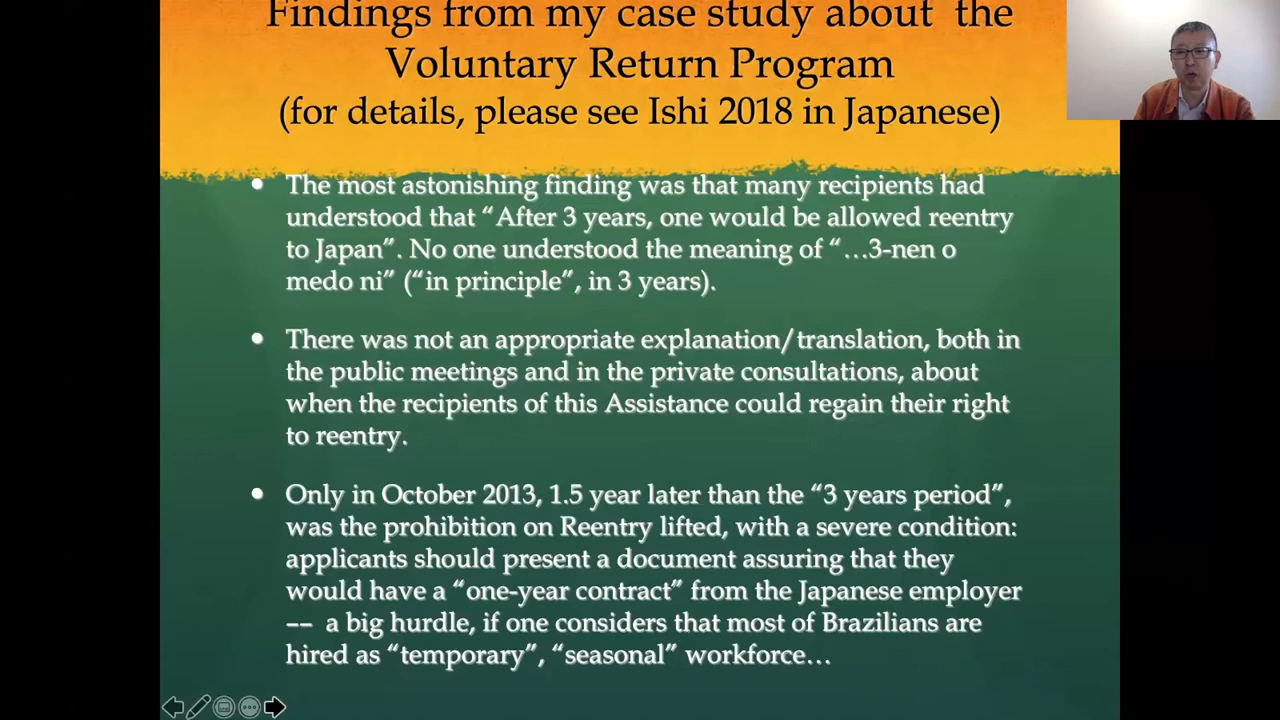 Findings from my case study about the
Voluntary Return Program
(for details, please see Ishi 2018 in Japanese)
• The most astonishing finding was that many recipients had
understood that “After 3 years, one would be allowed reentry
to Japan”. No one understood the meaning of “…3-nen o
medo ni” (“in principle”, in 3 years).
• There was not an appropriate explanation/translation, both in
the public meetings and in the private consultations, about
when the recipients of this Assistance could regain their right
to reentry.
• Only in October 2013, 1.5 year later than the “3 years period”,
was the prohibition on Reentry lifted, with a severe condition:
applicants should present a document assuring that they
would have a “one-year contract” from the Japanese employer
-- a big hurdle, if one considers that most of Brazilians are
hired as “temporary”, “seasonal” workforce…